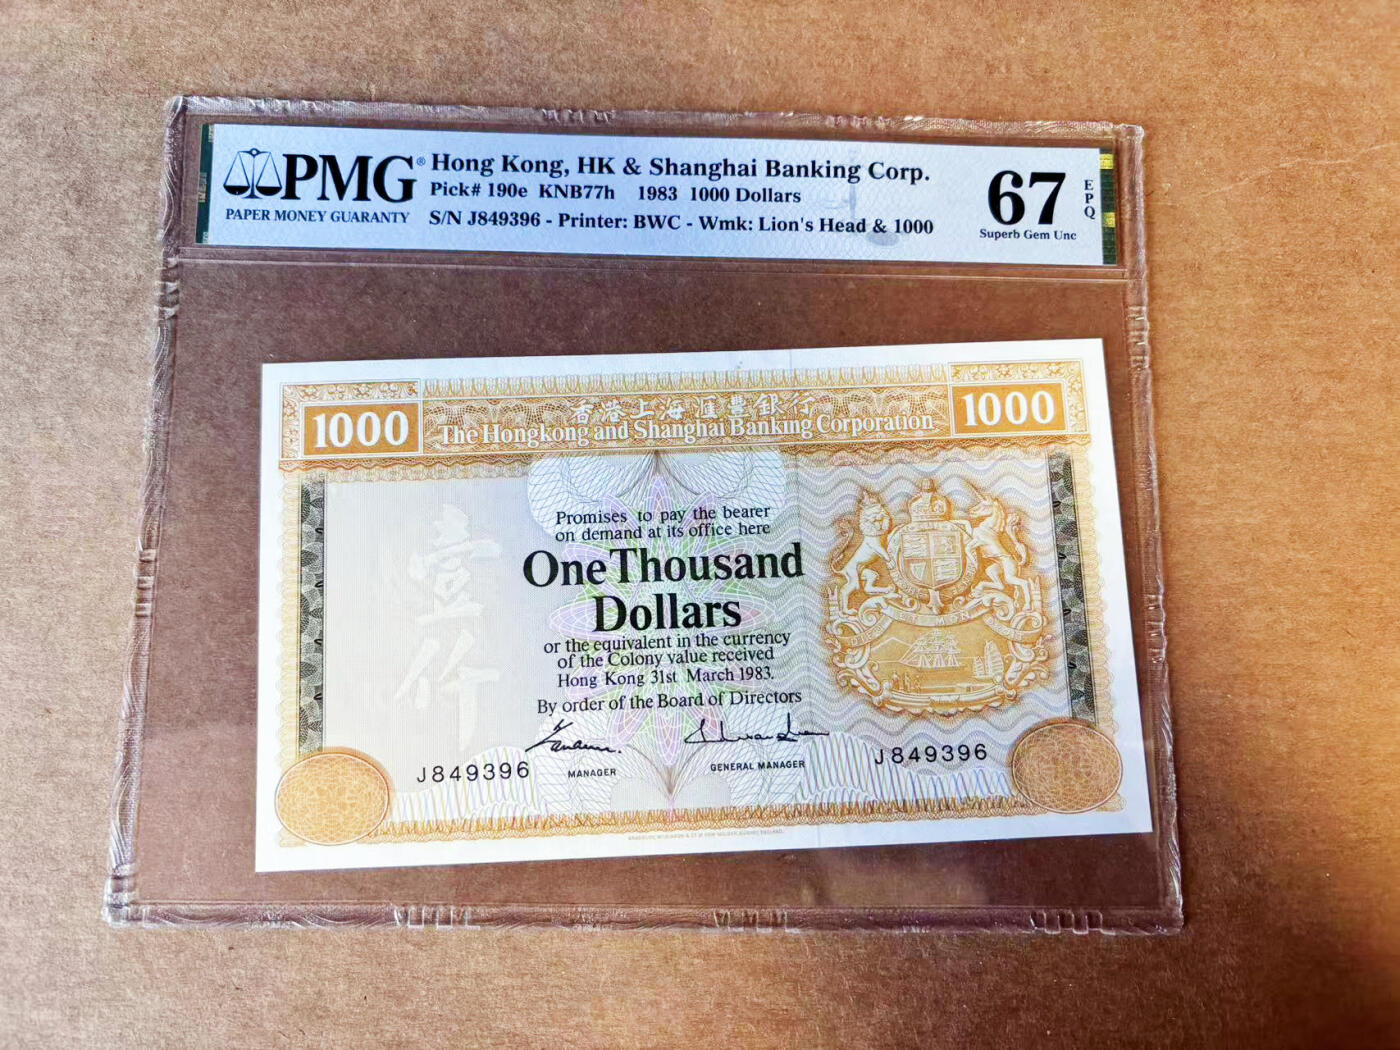 PMG®
PAPER MONEY GUARANTY
Hong Kong, HK & Shanghai Banking Corp.
Pick# 190e KNB77h 1983 1000 Dollars
S/N J849396 - Printer: BWC - Wmk: Lion's Head & 1000
67
EPQ
Superb Gem Unc
1000
香港上海滙豐銀行
1000
The Hongkong and Shanghai Banking Corporation
壹仟
Promises to pay the bearer
on demand at its office here
One Thousand
Dollars
or the equivalent in the currency
of the Colony value received
Hong Kong 31st March 1983.
By order of the Board of Directors
J849396
MANAGER
GENERAL MANAGER
J849396